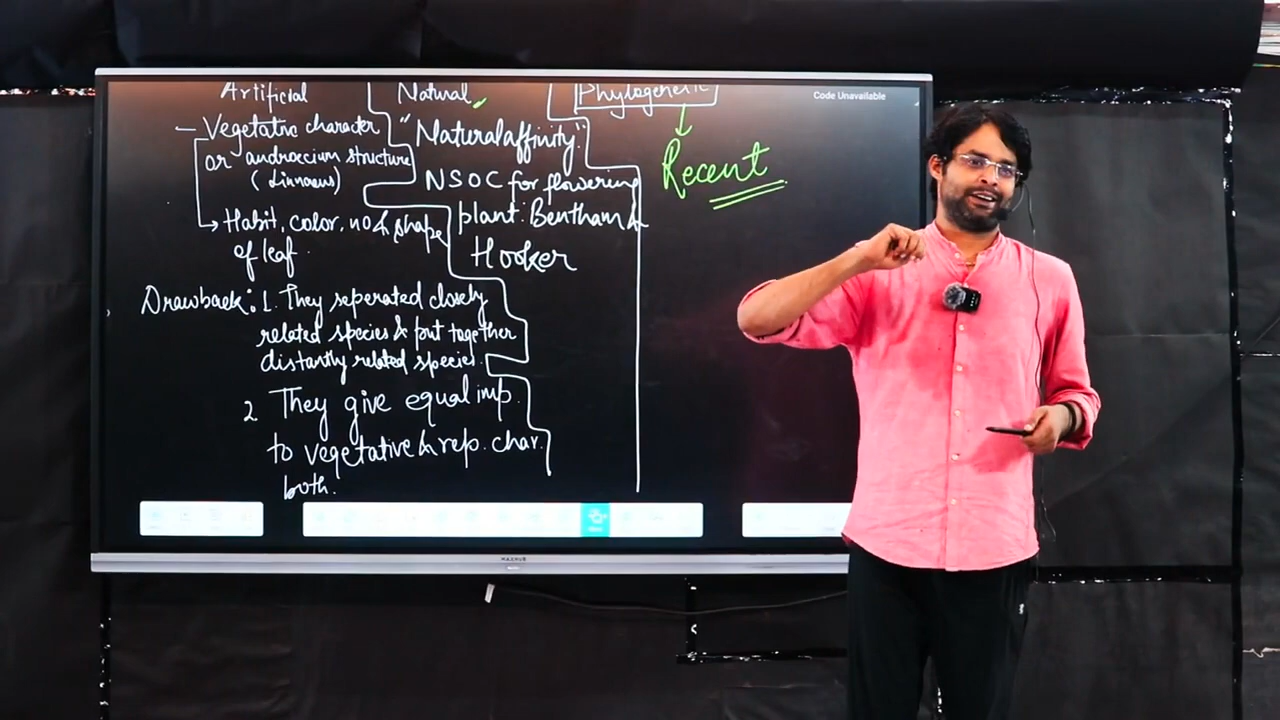 Artificial
Natural
Phylogenetic
Code Unavailable
– Vegetative character
or androecium structure
(Linnaeus)
→ Habit, color, no & shape
of leaf.
Drawback: 1. They seperated closely
related species & put together
distantly related species.
2. They give equal imp.
to vegetative & rep. char.
both.
"Natural affinity."
NSOC for flowering
plant. Bentham &
Hooker
Recent
MAXHUB